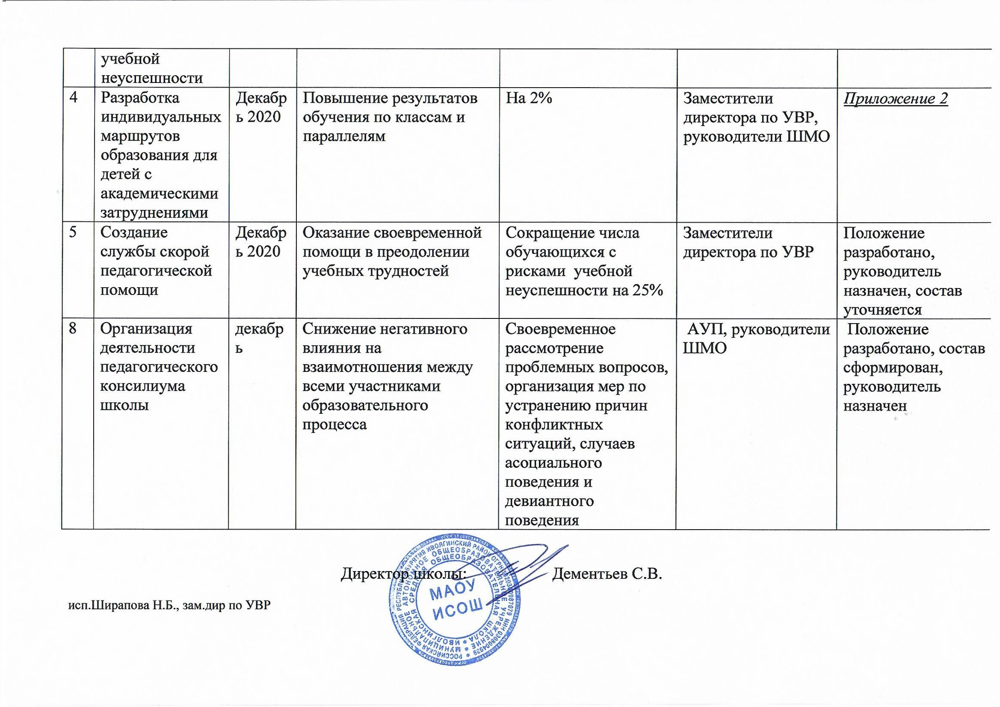 учебной
неуспешности
4
Разработка
индивидуальных
маршрутов
образования для
детей с
академическими
затруднениями
Декабр
ь 2020
Повышение результатов
обучения по классам и
параллелям
На 2%
Заместители
директора по УВР,
руководители ШМО
Приложение 2
5
Создание
службы скорой
педагогической
помощи
Декабр
ь 2020
Оказание своевременной
помощи в преодолении
учебных трудностей
Сокращение числа
обучающихся с
рисками учебной
неуспешности на 25%
Заместители
директора по УВР
Положение
разработано,
руководитель
назначен, состав
уточняется
8
Организация
деятельности
педагогического
консилиума
школы
декабр
ь
Снижение негативного
влияния на
взаимотношения между
всеми участниками
образовательного
процесса
Своевременное
рассмотрение
проблемных вопросов,
организация мер по
устранению причин
конфликтных
ситуаций, случаев
асоциального
поведения и
девиантного
поведения
АУП, руководители
ШМО
Положение
разработано, состав
сформирован,
руководитель
назначен
Директор школы: Дементьев С.В.
РОССИЙСКАЯ ФЕДЕРАЦИЯ РЕСПУБЛИКА БУРЯТИЯ ИВОЛГИНСКИЙ РАЙОН ОГРН ИНН 0308004939
МУНИЦИПАЛЬНОЕ АВТОНОМНОЕ ОБЩЕОБРАЗОВАТЕЛЬНОЕ УЧРЕЖДЕНИЕ
ИВОЛГИНСКАЯ СРЕДНЯЯ ОБЩЕОБРАЗОВАТЕЛЬНАЯ ШКОЛА
МАОУ
ИСОШ
исп.Ширапова Н.Б., зам.дир по УВР